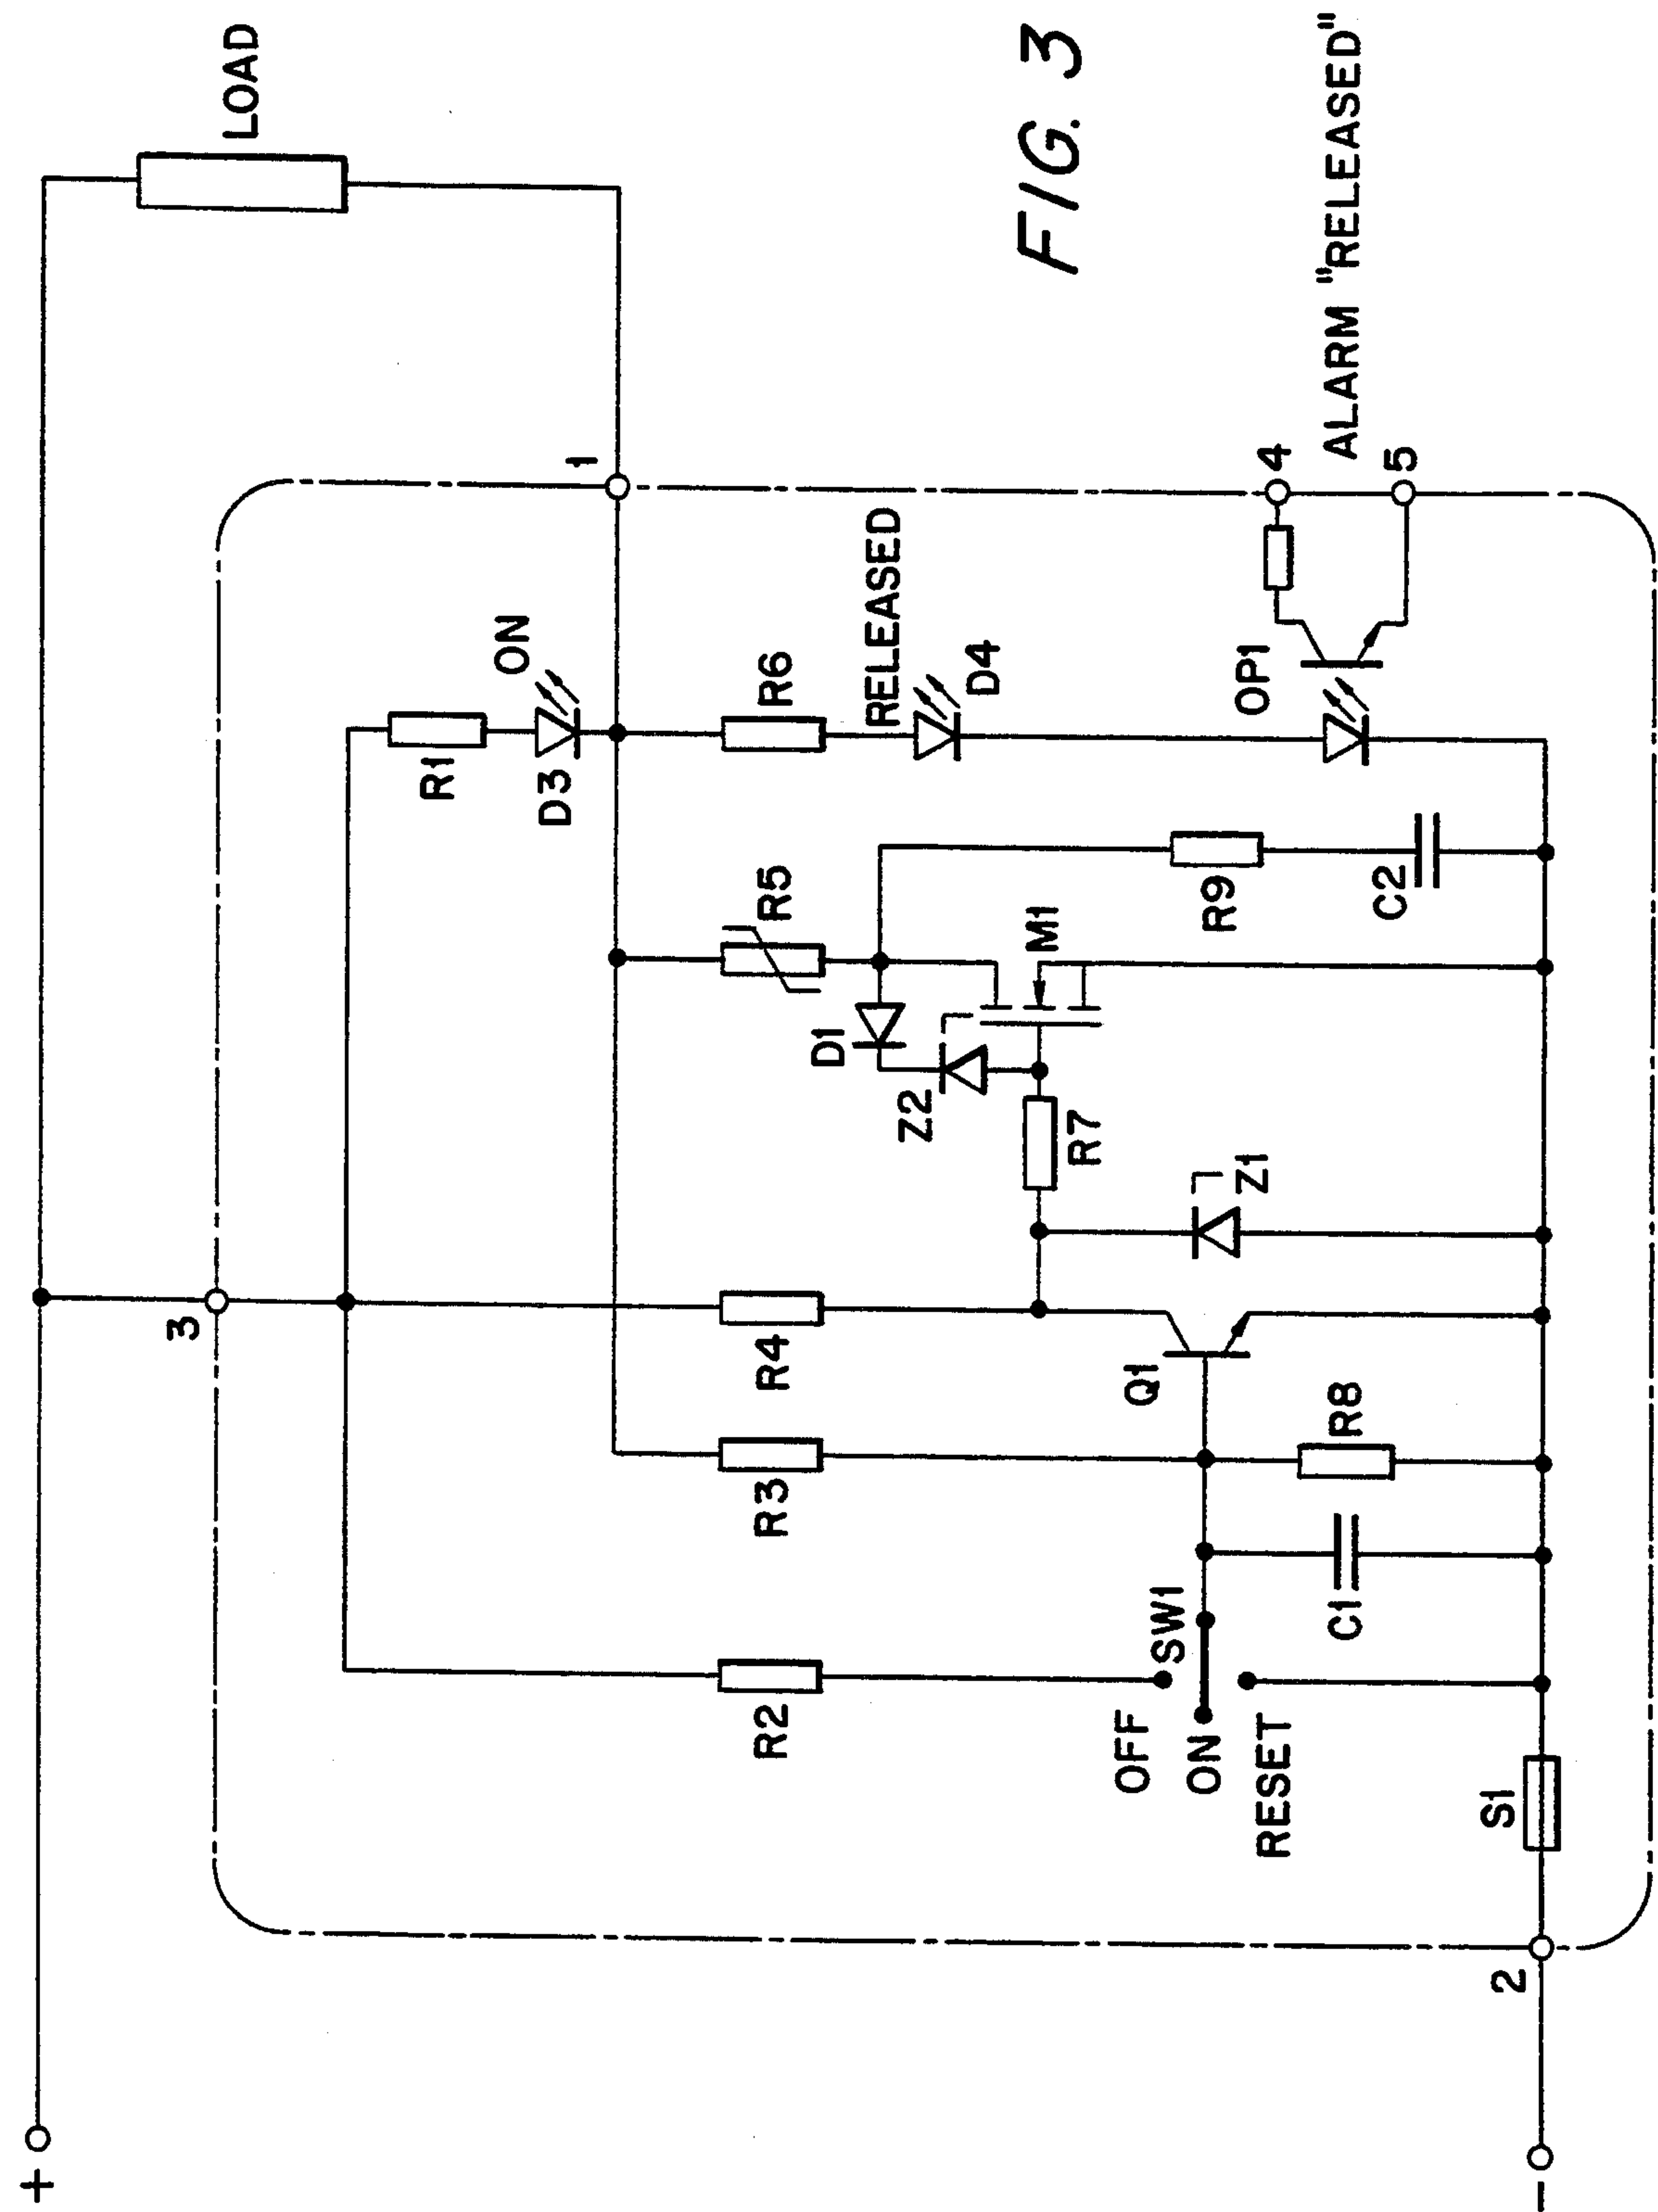 +
LOAD
3
1
R1
ON
D3
R2
R3
R4
R5
R6
RELEASED
D4
D1
Z2
M1
R7
Z1
R9
C2
OP1
4
5
ALARM "RELEASED"
Q1
R8
C1
SW1
OFF
ON
RESET
S1
2
-
FIG. 3